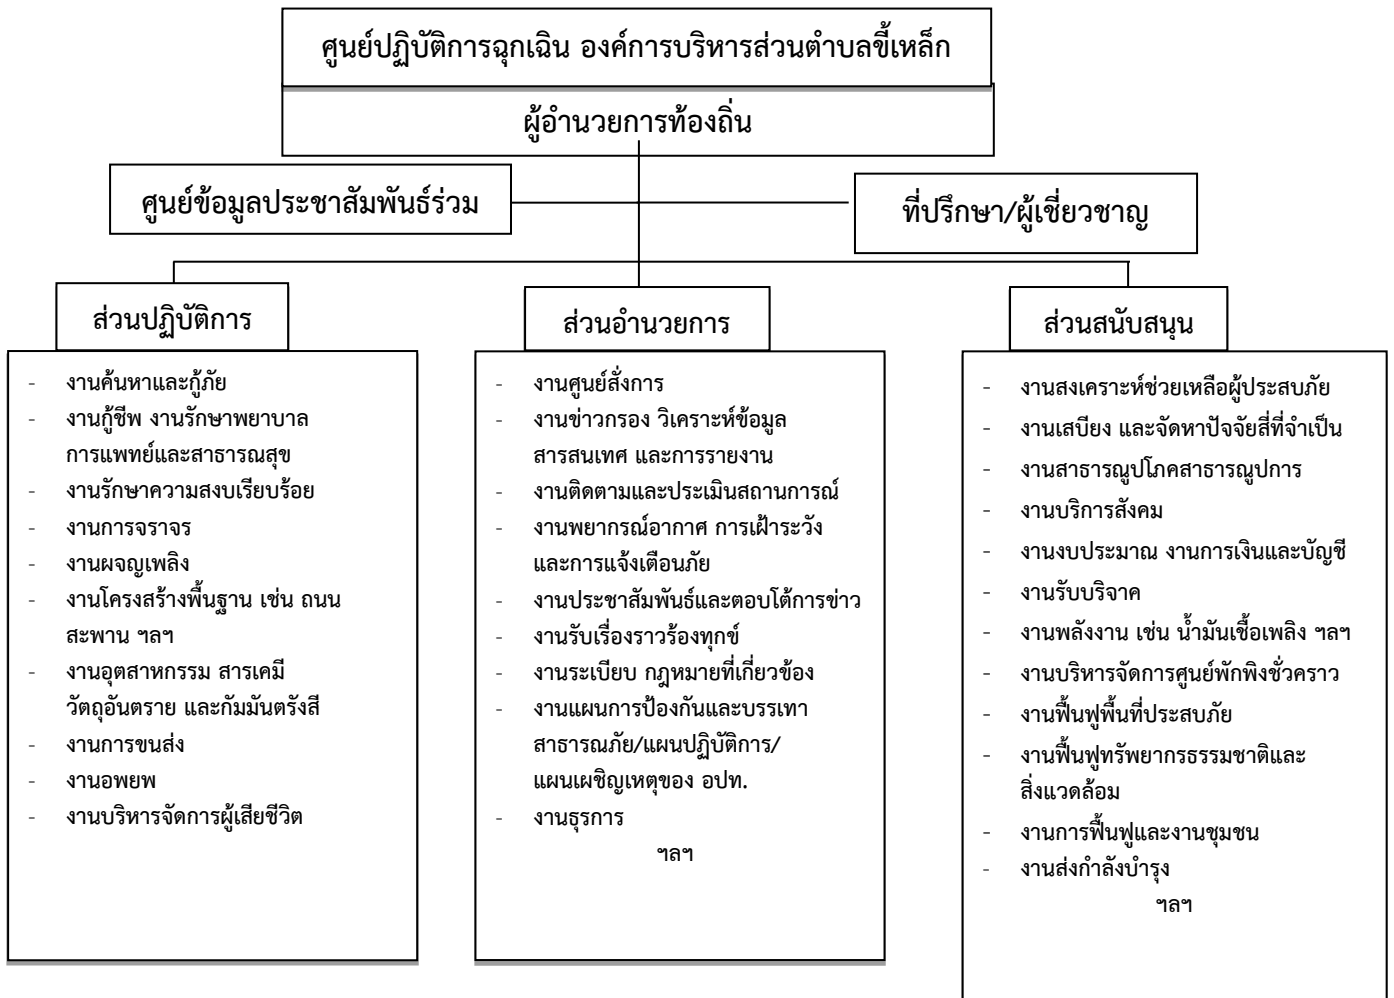 ศูนย์ปฏิบัติการฉุกเฉิน องค์การบริหารส่วนตำบลขี้เหล็ก
ผู้อำนวยการท้องถิ่น
ศูนย์ข้อมูลประชาสัมพันธ์ร่วม
ที่ปรึกษา/ผู้เชี่ยวชาญ
ส่วนปฏิบัติการ
- งานค้นหาและกู้ภัย
- งานกู้ชีพ งานรักษาพยาบาล
การแพทย์และสาธารณสุข
- งานรักษาความสงบเรียบร้อย
- งานการจราจร
- งานผจญเพลิง
- งานโครงสร้างพื้นฐาน เช่น ถนน
สะพาน ฯลฯ
- งานอุตสาหกรรม สารเคมี
วัตถุอันตราย และกัมมันตรังสี
- งานการขนส่ง
- งานอพยพ
- งานบริหารจัดการผู้เสียชีวิต
ส่วนอำนวยการ
- งานศูนย์สั่งการ
- งานข่าวกรอง วิเคราะห์ข้อมูล
สารสนเทศ และการรายงาน
- งานติดตามและประเมินสถานการณ์
- งานพยากรณ์อากาศ การเฝ้าระวัง
และการแจ้งเตือนภัย
- งานประชาสัมพันธ์และตอบโต้การข่าว
- งานรับเรื่องราวร้องทุกข์
- งานระเบียบ กฎหมายที่เกี่ยวข้อง
- งานแผนการป้องกันและบรรเทา
สาธารณภัย/แผนปฏิบัติการ/
แผนเผชิญเหตุของ อปท.
- งานธุรการ
ฯลฯ
ส่วนสนับสนุน
- งานสงเคราะห์ช่วยเหลือผู้ประสบภัย
- งานเสบียง และจัดหาปัจจัยสี่ที่จำเป็น
- งานสาธารณูปโภคสาธารณูปการ
- งานบริการสังคม
- งานงบประมาณ งานการเงินและบัญชี
- งานรับบริจาค
- งานพลังงาน เช่น น้ำมันเชื้อเพลิง ฯลฯ
- งานบริหารจัดการศูนย์พักพิงชั่วคราว
- งานฟื้นฟูพื้นที่ประสบภัย
- งานฟื้นฟูทรัพยากรธรรมชาติและ
สิ่งแวดล้อม
- งานการฟื้นฟูและงานชุมชน
- งานส่งกำลังบำรุง
ฯลฯ